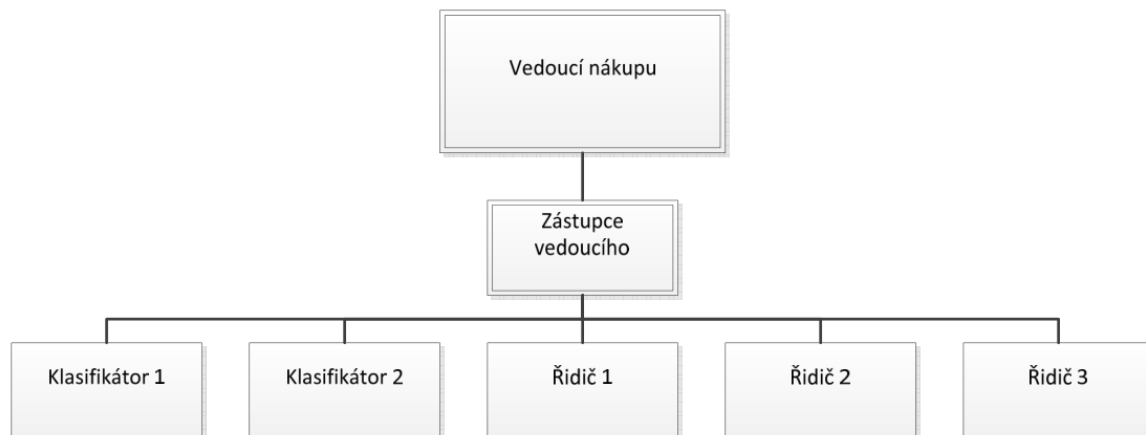 Vedoucí nákupu
Zástupce
vedoucího
Klasifikátor 1
Klasifikátor 2
Řidič 1
Řidič 2
Řidič 3